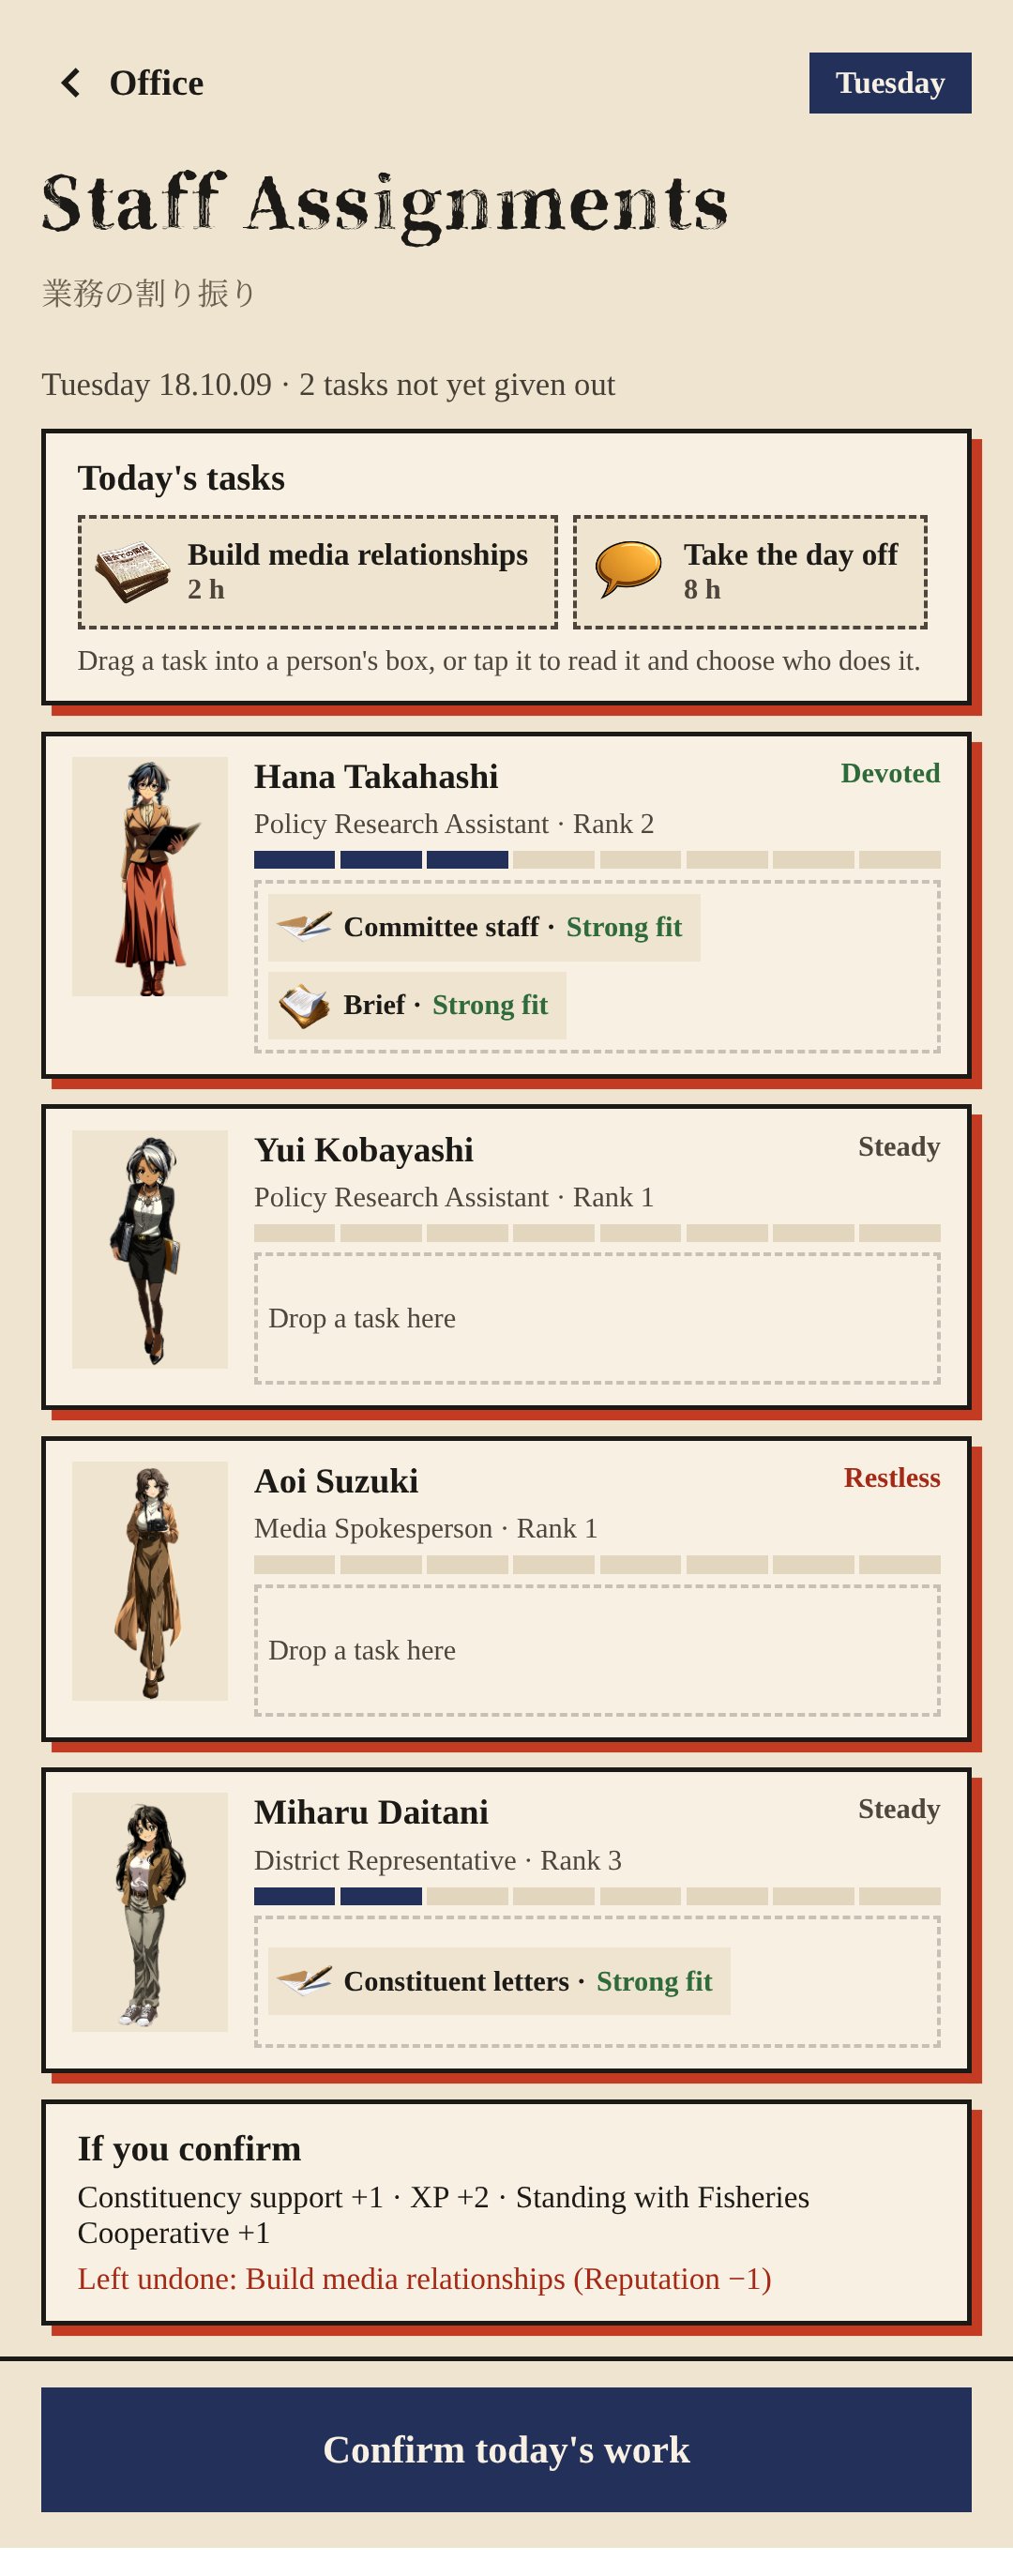 Office
Tuesday
Staff Assignments
業務の割り振り
Tuesday 18.10.09 · 2 tasks not yet given out
Today's tasks
Build media relationships
2 h
Take the day off
8 h
Drag a task into a person's box, or tap it to read it and choose who does it.
Hana Takahashi
Devoted
Policy Research Assistant · Rank 2
Committee staff · Strong fit
Brief · Strong fit
Yui Kobayashi
Steady
Policy Research Assistant · Rank 1
Drop a task here
Aoi Suzuki
Restless
Media Spokesperson · Rank 1
Drop a task here
Miharu Daitani
Steady
District Representative · Rank 3
Constituent letters · Strong fit
If you confirm
Constituency support +1 · XP +2 · Standing with Fisheries
Cooperative +1
Left undone: Build media relationships (Reputation −1)
Confirm today's work